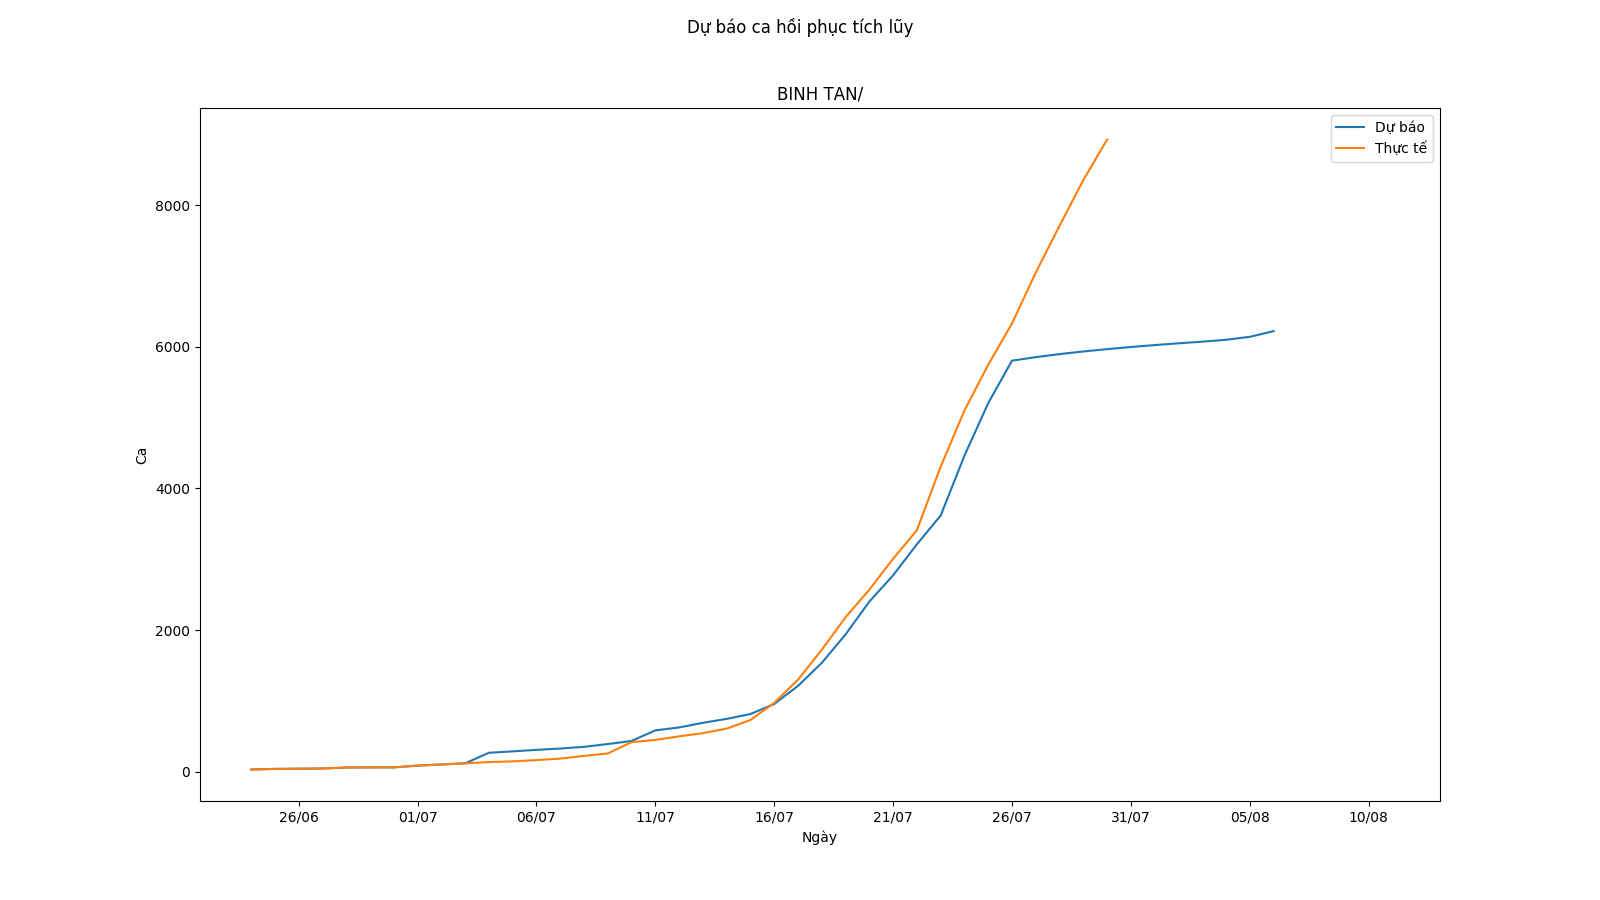 Dự báo ca hồi phục tích lũy
BINH TAN/
Dự báo
Thực tế
8000
6000
4000
2000
0
Ca
26/06
01/07
06/07
11/07
16/07
21/07
26/07
31/07
05/08
10/08
Ngày